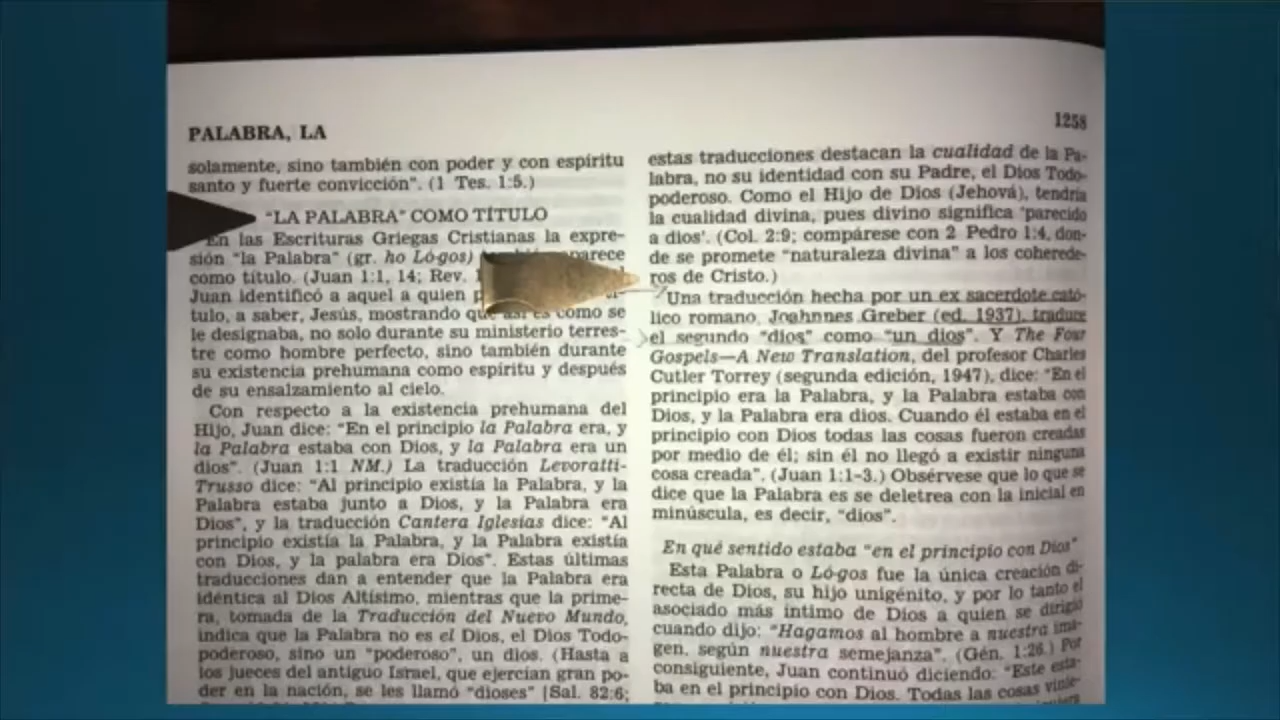 PALABRA, LA
1258
solamente, sino también con poder y con espíritu
santo y fuerte convicción". (1 Tes. 1:5.)
"LA PALABRA" COMO TÍTULO
En las Escrituras Griegas Cristianas la expre-
sión "la Palabra" (gr. ho Ló·gos) aparece
como título. (Juan 1:1, 14; Rev.
Juan identificó a aquel a quien
tulo, a saber, Jesús, mostrando que así es como se
le designaba, no solo durante su ministerio terres-
tre como hombre perfecto, sino también durante
su existencia prehumana como espíritu y después
de su ensalzamiento al cielo.
Con respecto a la existencia prehumana del
Hijo, Juan dice: "En el principio la Palabra era, y
la Palabra estaba con Dios, y la Palabra era un
dios". (Juan 1:1 NM.) La traducción Levoratti-
Trusso dice: "Al principio existía la Palabra, y la
Palabra estaba junto a Dios, y la Palabra era
Dios", y la traducción Cantera Iglesias dice: "Al
principio existía la Palabra, y la Palabra existía
con Dios, y la palabra era Dios". Estas últimas
traducciones dan a entender que la Palabra era
idéntica al Dios Altísimo, mientras que la prime-
ra, tomada de la Traducción del Nuevo Mundo,
indica que la Palabra no es el Dios, el Dios Todo-
poderoso, sino un "poderoso", un dios. (Hasta a
los jueces del antiguo Israel, que ejercían gran po-
der en la nación, se les llamó "dioses" [Sal. 82:6;
estas traducciones destacan la cualidad de la Pa-
labra, no su identidad con su Padre, el Dios Todo-
poderoso. Como el Hijo de Dios (Jehová), tendría
la cualidad divina, pues divino significa 'parecido
a dios'. (Col. 2:9; compárese con 2 Pedro 1:4, don-
de se promete "naturaleza divina" a los cohered-
ros de Cristo.)
Una traducción hecha por un ex sacerdote cató-
lico romano, Joahnnes Greber (ed. 1937), traduce
el segundo "dios" como "un dios". Y The Four
Gospels—A New Translation, del profesor Charles
Cutler Torrey (segunda edición, 1947), dice: "En el
principio era la Palabra, y la Palabra estaba con
Dios, y la Palabra era dios. Cuando él estaba en el
principio con Dios todas las cosas fueron creadas
por medio de él; sin él no llegó a existir ninguna
cosa creada". (Juan 1:1-3.) Obsérvese que lo que se
dice que la Palabra es se deletrea con la inicial en
minúscula, es decir, "dios".
En qué sentido estaba "en el principio con Dios"
Esta Palabra o Ló·gos fue la única creación di-
recta de Dios, su hijo unigénito, y por lo tanto el
asociado más íntimo de Dios a quien se dirigió
cuando dijo: "Hagamos al hombre a nuestra ima-
gen, según nuestra semejanza". (Gén. 1:26.) Por
consiguiente, Juan continuó diciendo: "Este esta-
ba en el principio con Dios. Todas las cosas vinie-